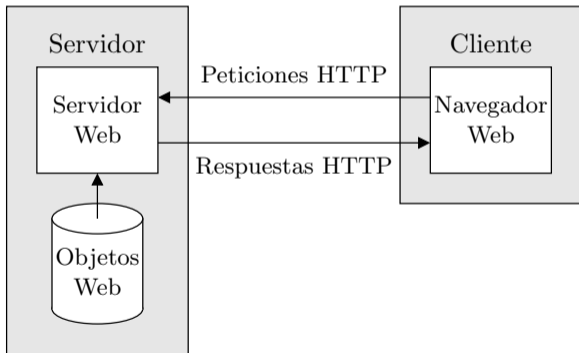 Servidor
Cliente
Peticiones HTTP
Servidor
Web
Navegador
Web
Respuestas HTTP
Objetos
Web